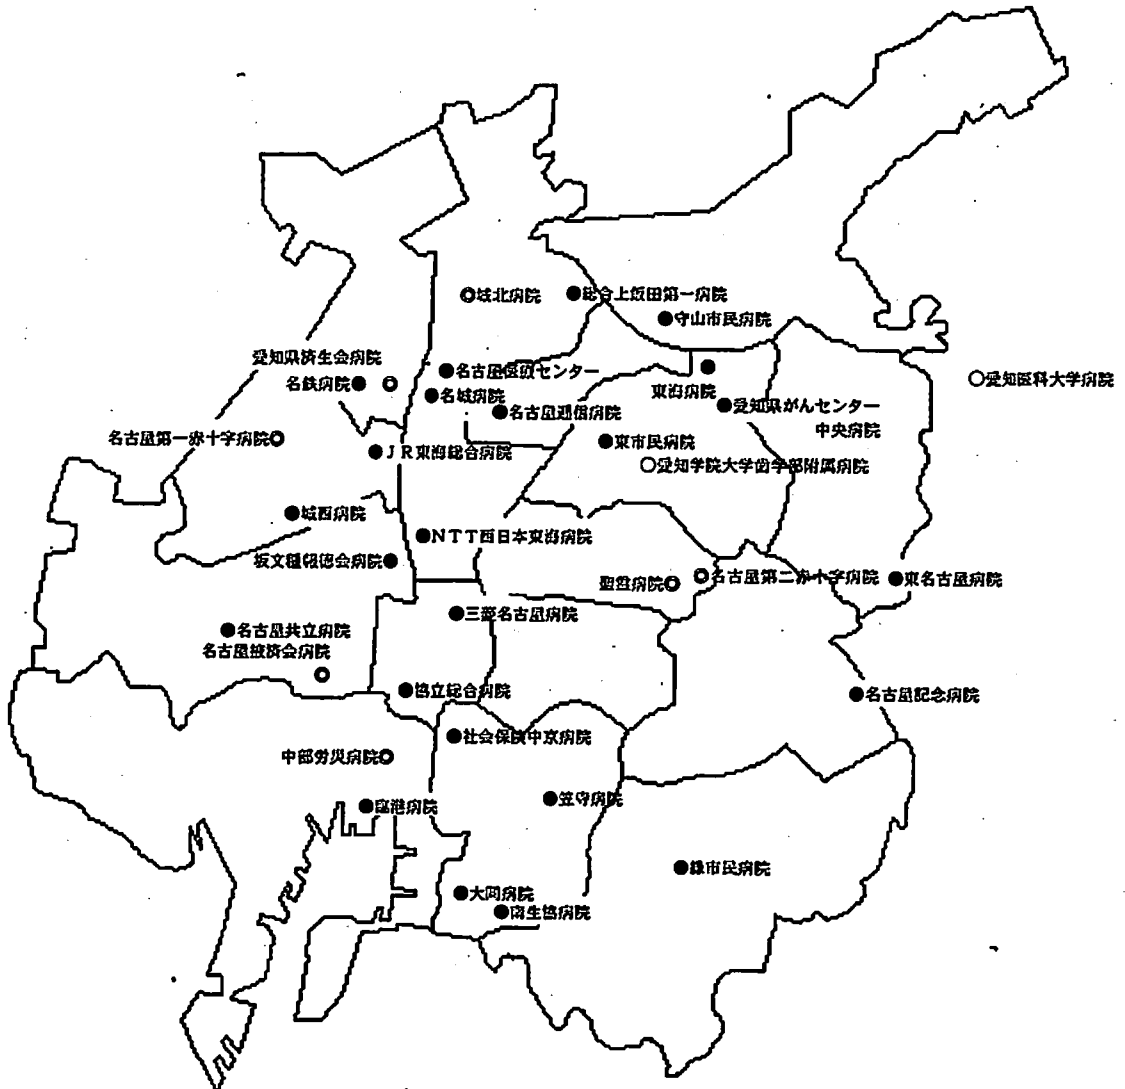 ◎城北病院
●総合上飯田第一病院
●守山市民病院
愛知県済生会病院
◎
名鉄病院●
●名古屋医療センター
東海病院
●
○愛知医科大学病院
●名城病院
●名古屋逓信病院
●愛知県がんセンター
中央病院
名古屋第一赤十字病院◎
●東市民病院
●JR東海総合病院
○愛知学院大学歯学部附属病院
●城西病院
●NTT西日本東海病院
坂文種報徳会病院●
聖霊病院◎
◎名古屋第二赤十字病院
●東名古屋病院
●三菱名古屋病院
●名古屋共立病院
名古屋掖済会病院
◎
●協立総合病院
●名古屋記念病院
●社会保険中京病院
中部労災病院◎
●笠寺病院
●臨港病院
●緑市民病院
●大同病院
●南生協病院